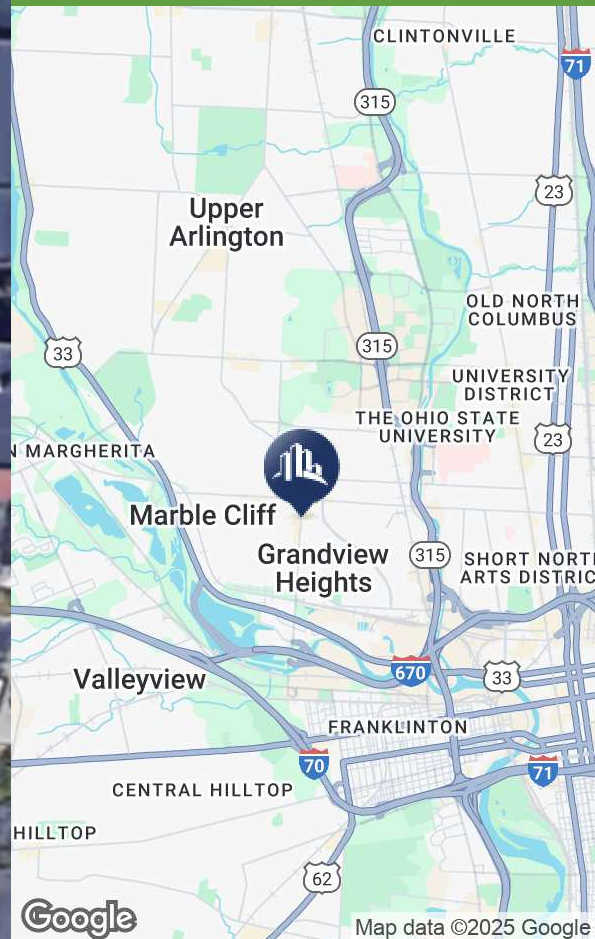 CLINTONVILLE
71
315
23
Upper
Arlington
OLD NORTH
COLUMBUS
33
315
UNIVERSITY
DISTRICT
THE OHIO STATE
UNIVERSITY
23
N MARGHERITA
Marble Cliff
Grandview
Heights
315
SHORT NORT
ARTS DISTRIC
Valleyview
670
33
FRANKLINTON
70
71
CENTRAL HILLTOP
HILLTOP
62
Google
Map data ©2025 Google